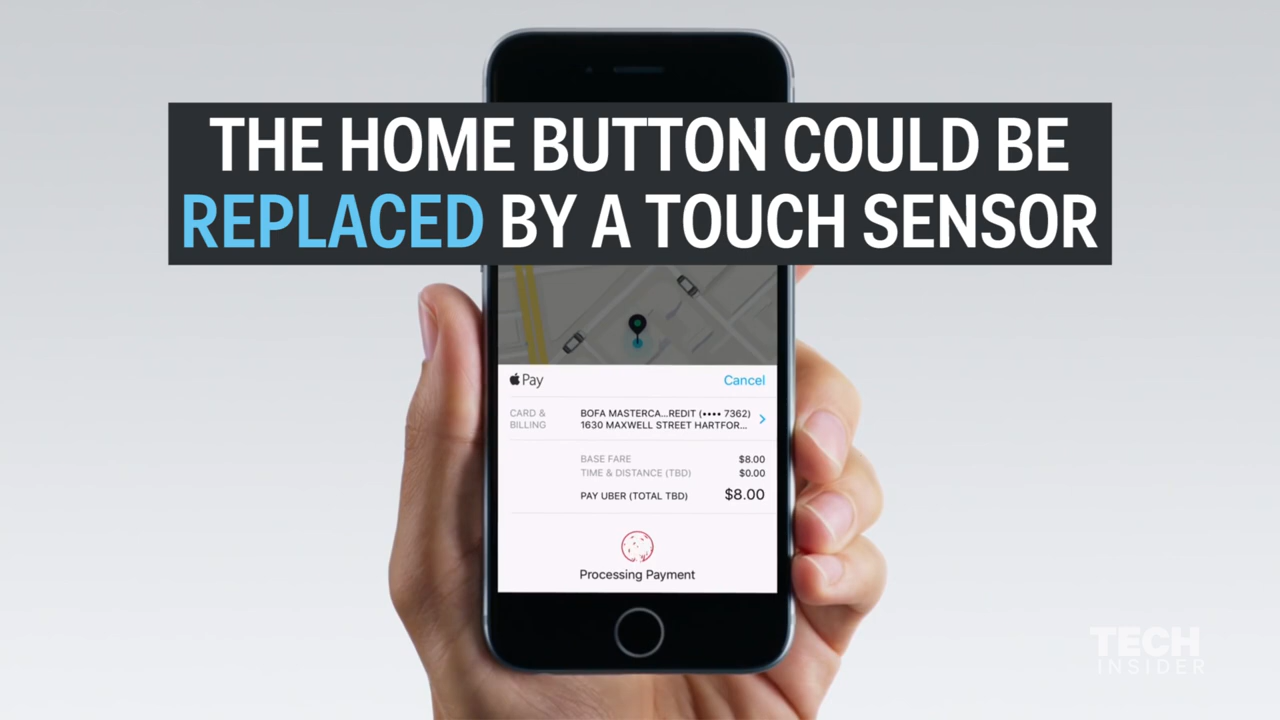 THE HOME BUTTON COULD BE
REPLACED BY A TOUCH SENSOR
Pay
Cancel
CARD &
BILLING
BOFA MASTERCA...REDIT (•••• 7362)
1630 MAXWELL STREET HARTFOR...
BASE FARE
$8.00
TIME & DISTANCE (TBD)
$0.00
PAY UBER (TOTAL TBD)
$8.00
Processing Payment
TECH
INSIDER